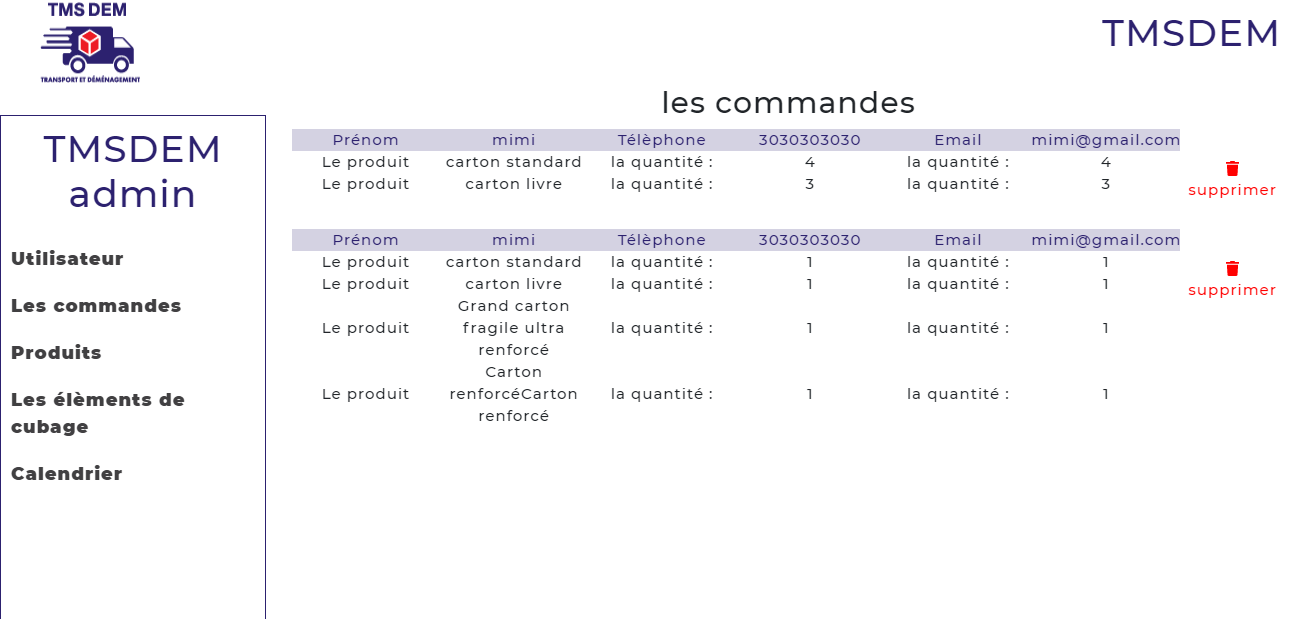 TMS DEM
TRANSPORT ET DÉMÉNAGEMENT
TMSDEM
TMSDEM
admin
Utilisateur
Les commandes
Produits
Les élèments de
cubage
Calendrier
les commandes
Prénom mimi Télèphone 3030303030 Email mimi@gmail.com
Le produit carton standard la quantité : 4 la quantité : 4
Le produit carton livre la quantité : 3 la quantité : 3
supprimer
Prénom mimi Télèphone 3030303030 Email mimi@gmail.com
Le produit carton standard la quantité : 1 la quantité : 1
Le produit carton livre la quantité : 1 la quantité : 1
supprimer
Grand carton
Le produit fragile ultra la quantité : 1 la quantité : 1
renforcé
Carton
Le produit renforcéCarton la quantité : 1 la quantité : 1
renforcé